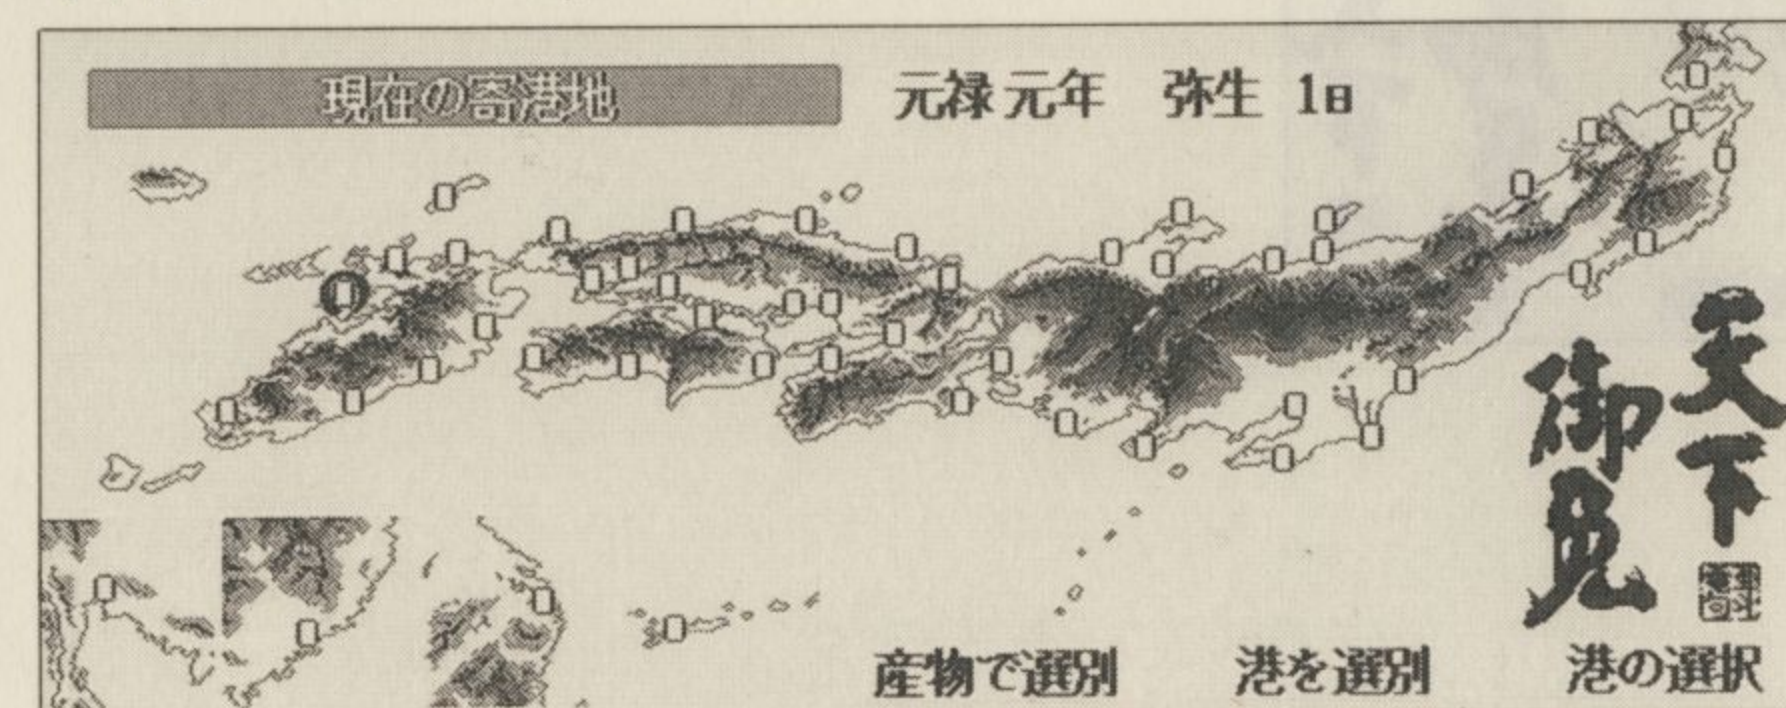 現在の寄港地
元禄元年　弥生 1日
天下
御免
産物で選別
港を選別
港の選択